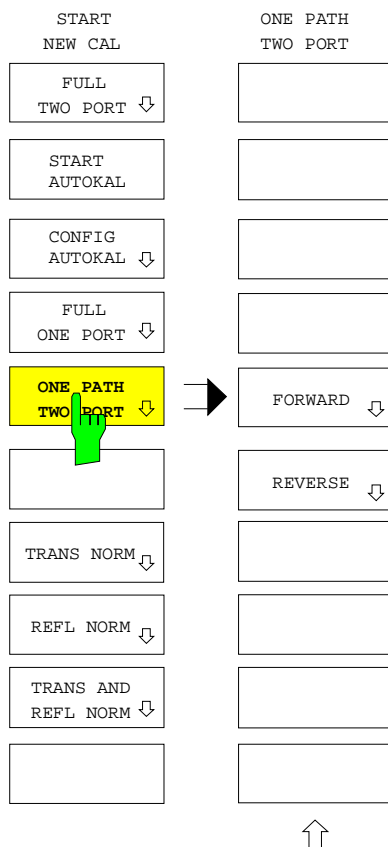 START
NEW CAL
FULL
TWO PORT
START
AUTOKAL
CONFIG
AUTOKAL
FULL
ONE PORT
ONE PATH
TWO PORT
TRANS NORM
REFL NORM
TRANS AND
REFL NORM
ONE PATH
TWO PORT
FORWARD
REVERSE